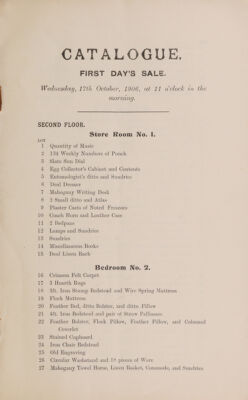 CATALOGUE.
FIRST DAY'S SALE.
Wednesday, 17th October, 1906, at 11 o'clock in the
morning.
SECOND FLOOR.
Store Room No. 1.
LOT
1 Quantity of Music
2 134 Weekly Numbers of Punch
3 Slate Sun Dial
4 Egg Collector's Cabinet and Contents
5 Entomologist's ditto and Sundries
6 Deal Dresser
7 Mahogany Writing Desk
8 2 Small ditto and Atlas
9 Plaster Casts of Noted
10 Coach Horn and Leather Case
11 2 Bedpans
12 Lamps and Sundries
13 Sundries
14 Miscellaneous Books
15 Deal Linen Rack
Bedroom No. 2.
16 Crimson Felt Carpet
17 3 Hearth Rugs
18 4ft. Iron Stump Bedstead and Wire Spring Mattress
19 Flock Mattress
20 Feather Bed, ditto Bolster, and ditto Pillow
21 4ft. Iron Bedstead and pair of Straw Palliasses
22 Feather Bolster, Flock Pillow, Feather Pillow, and Coloured
Coverlet
23 Stained Cupboard
24 Iron Chair Bedstead
25 Old Engraving
26 Circular Washstand and pieces of Ware
27 Mahogany Towel Horse, Linen Basket, Commode, and Sundries